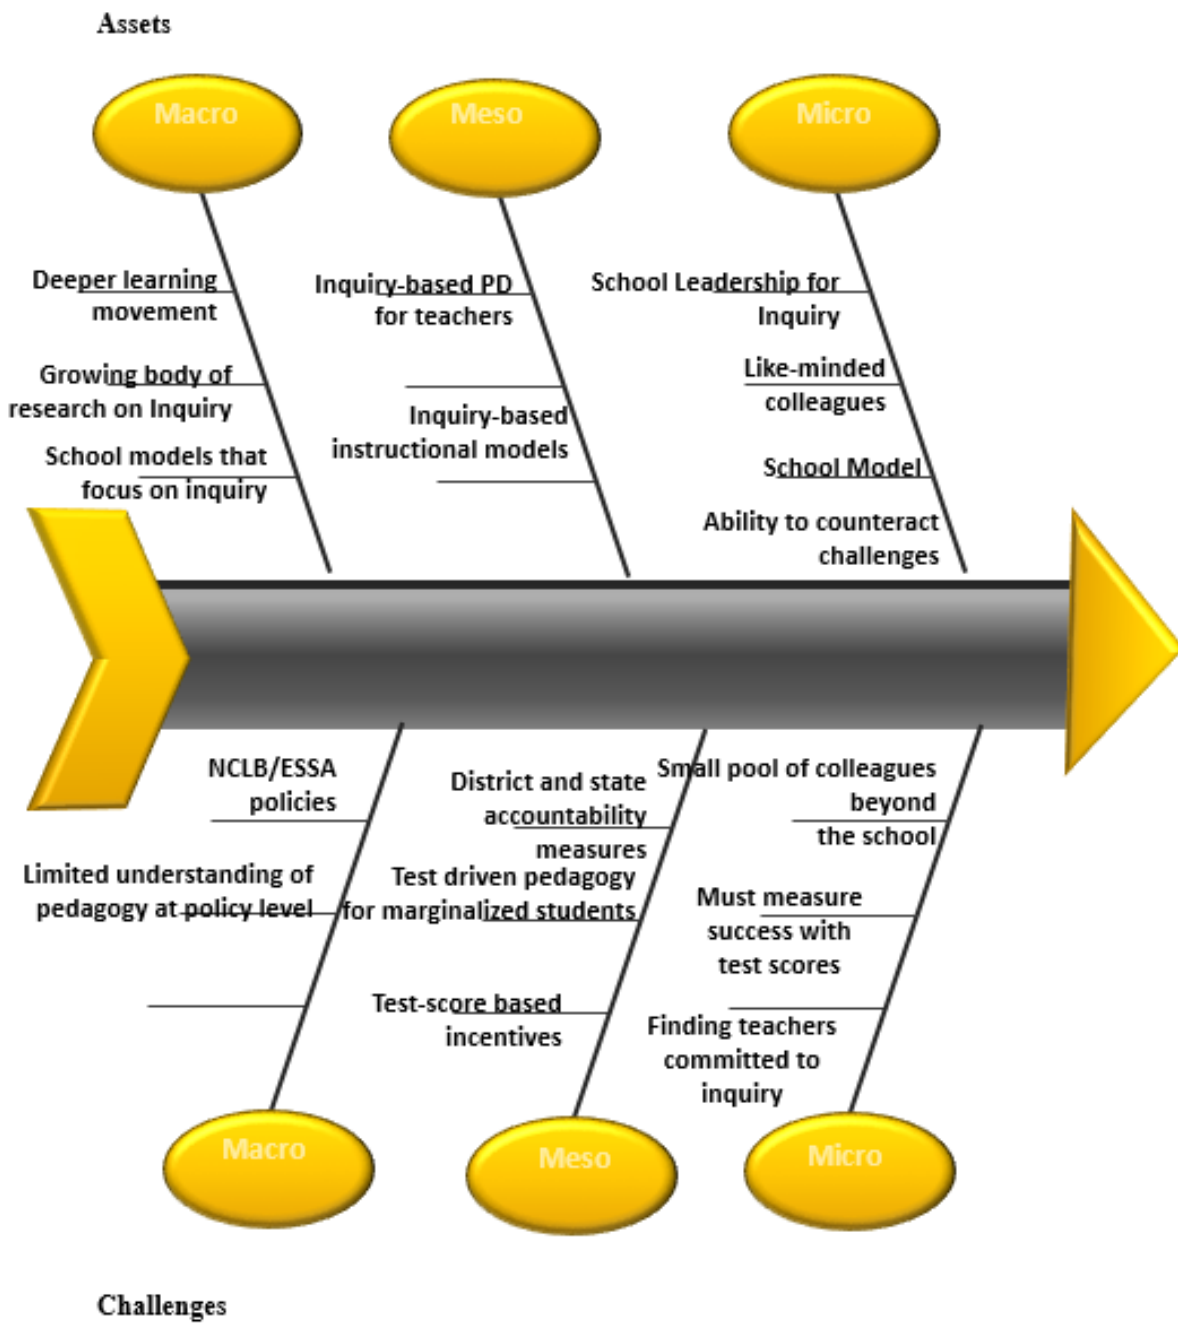 Assets
Macro
Meso
Micro
Deeper learning
movement
Growing body of
research on Inquiry
School models that
focus on inquiry
Inquiry-based PD
for teachers
Inquiry-based
instructional models
School Leadership for
Inquiry
Like-minded
colleagues
School Model
Ability to counteract
challenges
NCLB/ESSA
policies
Limited understanding of
pedagogy at policy level
District and state
accountability
measures
Test driven pedagogy
for marginalized students
Test-score based
incentives
Small pool of colleagues
beyond
the school
Must measure
success with
test scores
Finding teachers
committed to
inquiry
Macro
Meso
Micro
Challenges